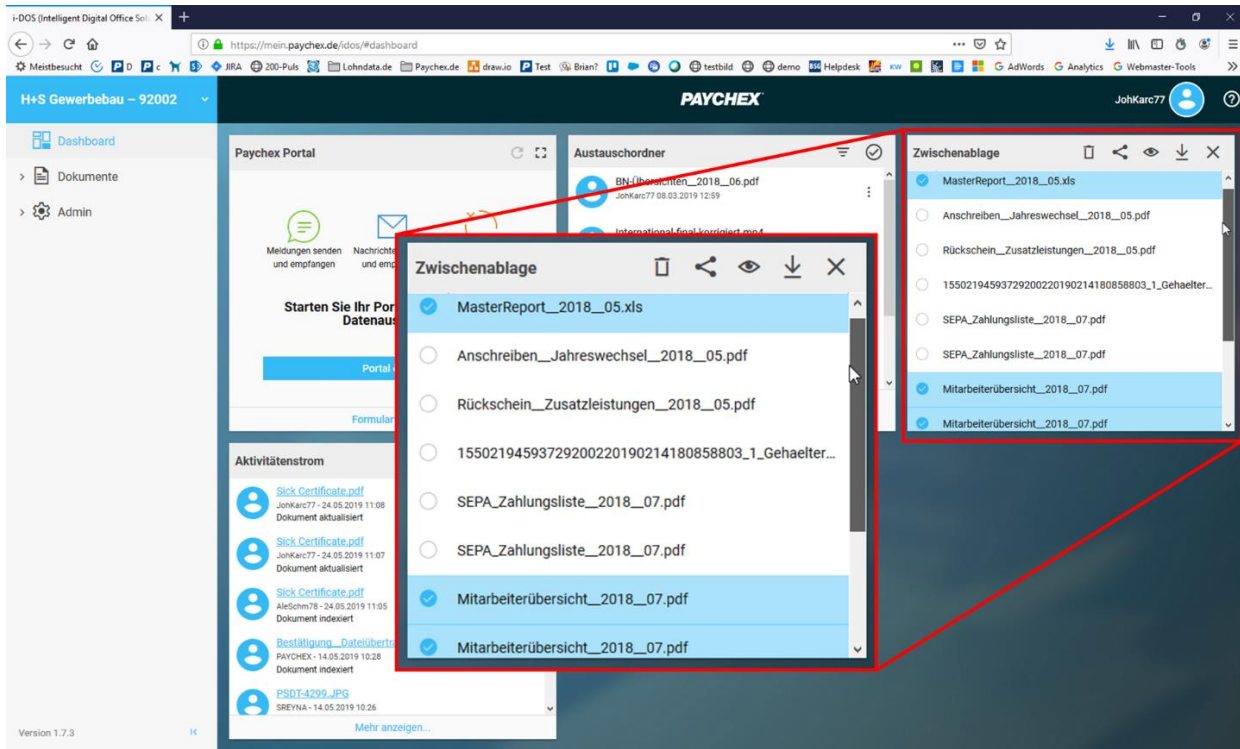 i-DOS (Intelligent Digital Office Solu
https://mein.paychex.de/idos/#dashboard
Meistbesucht D c JIRA 200-Puls Lohndata.de Paychex.de draw.io Test Brian? testbild demo Helpdesk KW AdWords Analytics Webmaster-Tools
H+S Gewerbebau – 92002
PAYCHEX
JohKarc77
Dashboard
Dokumente
Admin
Version 1.7.3
Paychex Portal
Meldungen senden
und empfangen
Nachrichte
und emp
Starten Sie Ihr Por
Datenaus
Portal
Formular
Austauschordner
BN-Übersichten__2018__06.pdf
JohKarc77 08.03.2019 12:59
International-final-korrigiert.mp4
Zwischenablage
MasterReport__2018__05.xls
Anschreiben__Jahreswechsel__2018__05.pdf
Rückschein__Zusatzleistungen__2018__05.pdf
15502194593729200220190214180858803_1_Gehaelter...
SEPA_Zahlungsliste__2018__07.pdf
SEPA_Zahlungsliste__2018__07.pdf
Mitarbeiterübersicht__2018__07.pdf
Mitarbeiterübersicht__2018__07.pdf
Zwischenablage
MasterReport__2018__05.xls
Anschreiben__Jahreswechsel__2018__05.pdf
Rückschein__Zusatzleistungen__2018__05.pdf
15502194593729200220190214180858803_1_Gehaelter...
SEPA_Zahlungsliste__2018__07.pdf
SEPA_Zahlungsliste__2018__07.pdf
Mitarbeiterübersicht__2018__07.pdf
Mitarbeiterübersicht__2018__07.pdf
Aktivitätenstrom
Sick Certificate.pdf
JohKarc77 - 24.05.2019 11:08
Dokument aktualisiert
Sick Certificate.pdf
JohKarc77 - 24.05.2019 11:07
Dokument aktualisiert
Sick Certificate.pdf
AleSchm78 - 24.05.2019 11:05
Dokument indexiert
Bestätigung__Dateiübertra
PAYCHEX - 14.05.2019 10:28
Dokument indexiert
PSDT-4299.JPG
SREYNA - 14.05.2019 10:26
Mehr anzeigen...